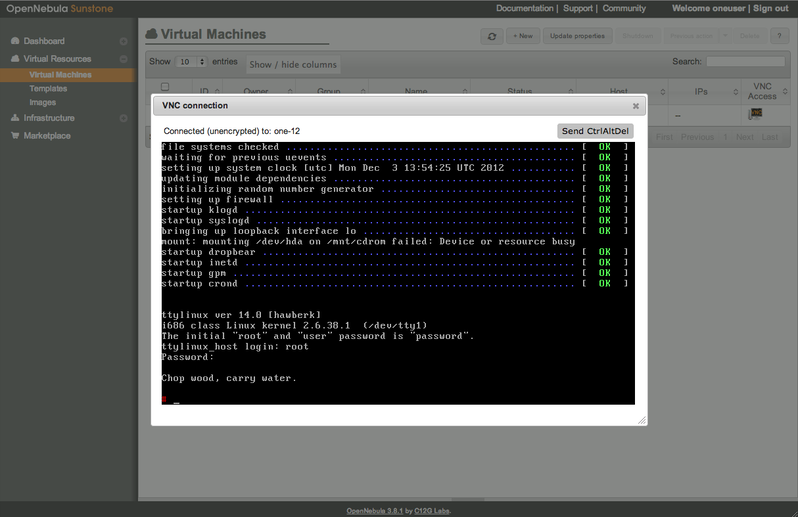 OpenNebula Sunstone
Documentation | Support | Community
Welcome oneuser | Sign out
Dashboard
Virtual Resources
Virtual Machines
Templates
Images
Infrastructure
Marketplace
Virtual Machines
+ New
Update properties
Shutdown
Previous action
Delete
?
Show 10 entries
Show / hide columns
Search:
ID
Owner
Group
Name
Status
Host
IPs
VNC Access
--
First Previous 1 Next Last
VNC connection
Connected (unencrypted) to: one-12
Send CtrlAltDel
file systems checked ...................................................... [ OK ]
waiting for previous uevents .............................................. [ OK ]
setting up system clock [utc] Mon Dec 3 13:54:25 UTC 2012 ........... [ OK ]
updating module dependencies .............................................. [ OK ]
initializing random number generator ..................................... [ OK ]
setting up firewall ....................................................... [ OK ]
startup klogd ............................................................. [ OK ]
startup syslogd ........................................................... [ OK ]
bringing up loopback interface lo ........................................ [ OK ]
mount: mounting /dev/hda on /mnt/cdrom failed: Device or resource busy
startup dropbear .......................................................... [ OK ]
startup inetd ............................................................. [ OK ]
startup gpm ............................................................... [ OK ]
startup crond ............................................................. [ OK ]
ttylinux ver 14.0 [hawberk]
i686 class Linux kernel 2.6.38.1 (/dev/tty1)
The initial "root" and "user" password is "password".
ttylinux_host login: root
Password:
Chop wood, carry water.
# _
OpenNebula 3.8.1 by C12G Labs.